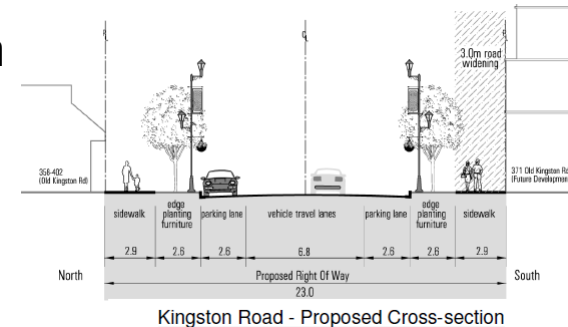 3.0m road
widening
356-402
(Old Kingston Rd)
371 Old Kingston Rd
(Future Developmen
sidewalk
edge
planting
furniture
parking lane
vehicle travel lanes
parking lane
edge
planting
furniture
sidewalk
2.9
2.6
2.6
6.8
2.6
2.6
2.9
North
Proposed Right Of Way
South
23.0
Kingston Road - Proposed Cross-section